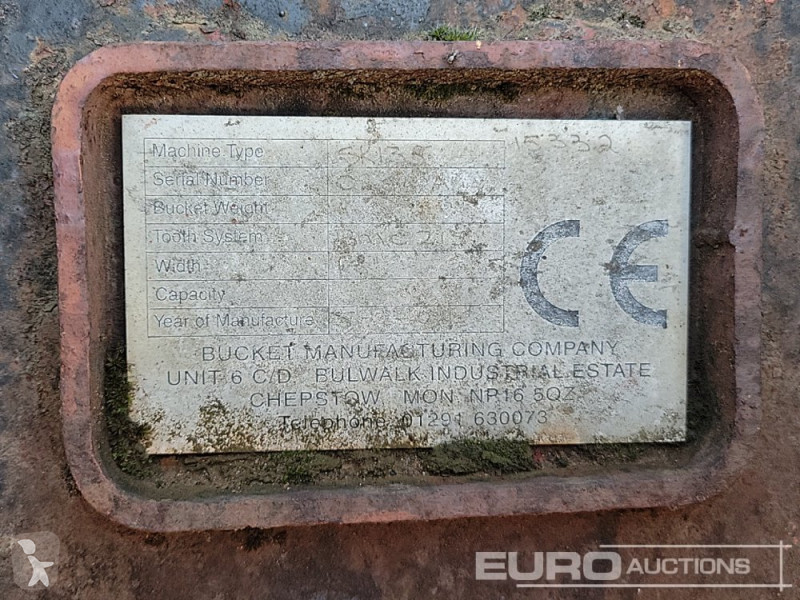 Machine Type SK135 15332
Serial Number
Bucket Weight
Tooth System
Width
Capacity
Year of Manufacture
CE
BUCKET MANUFACTURING COMPANY
UNIT 6 C/D BULWALK INDUSTRIAL ESTATE
CHEPSTOW MON NP16 5QZ
Telephone 01291 630073
EURO AUCTIONS